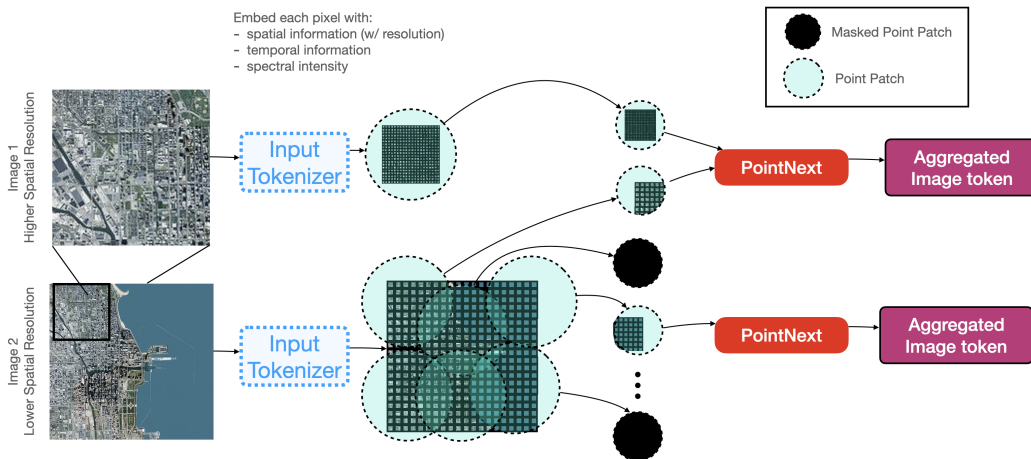 Embed each pixel with:
- spatial information (w/ resolution)
- temporal information
- spectral intensity
Masked Point Patch
Point Patch
Image 1
Higher Spatial Resolution
Input
Tokenizer
PointNext
Aggregated
Image token
Image 2
Lower Spatial Resolution
Input
Tokenizer
PointNext
Aggregated
Image token